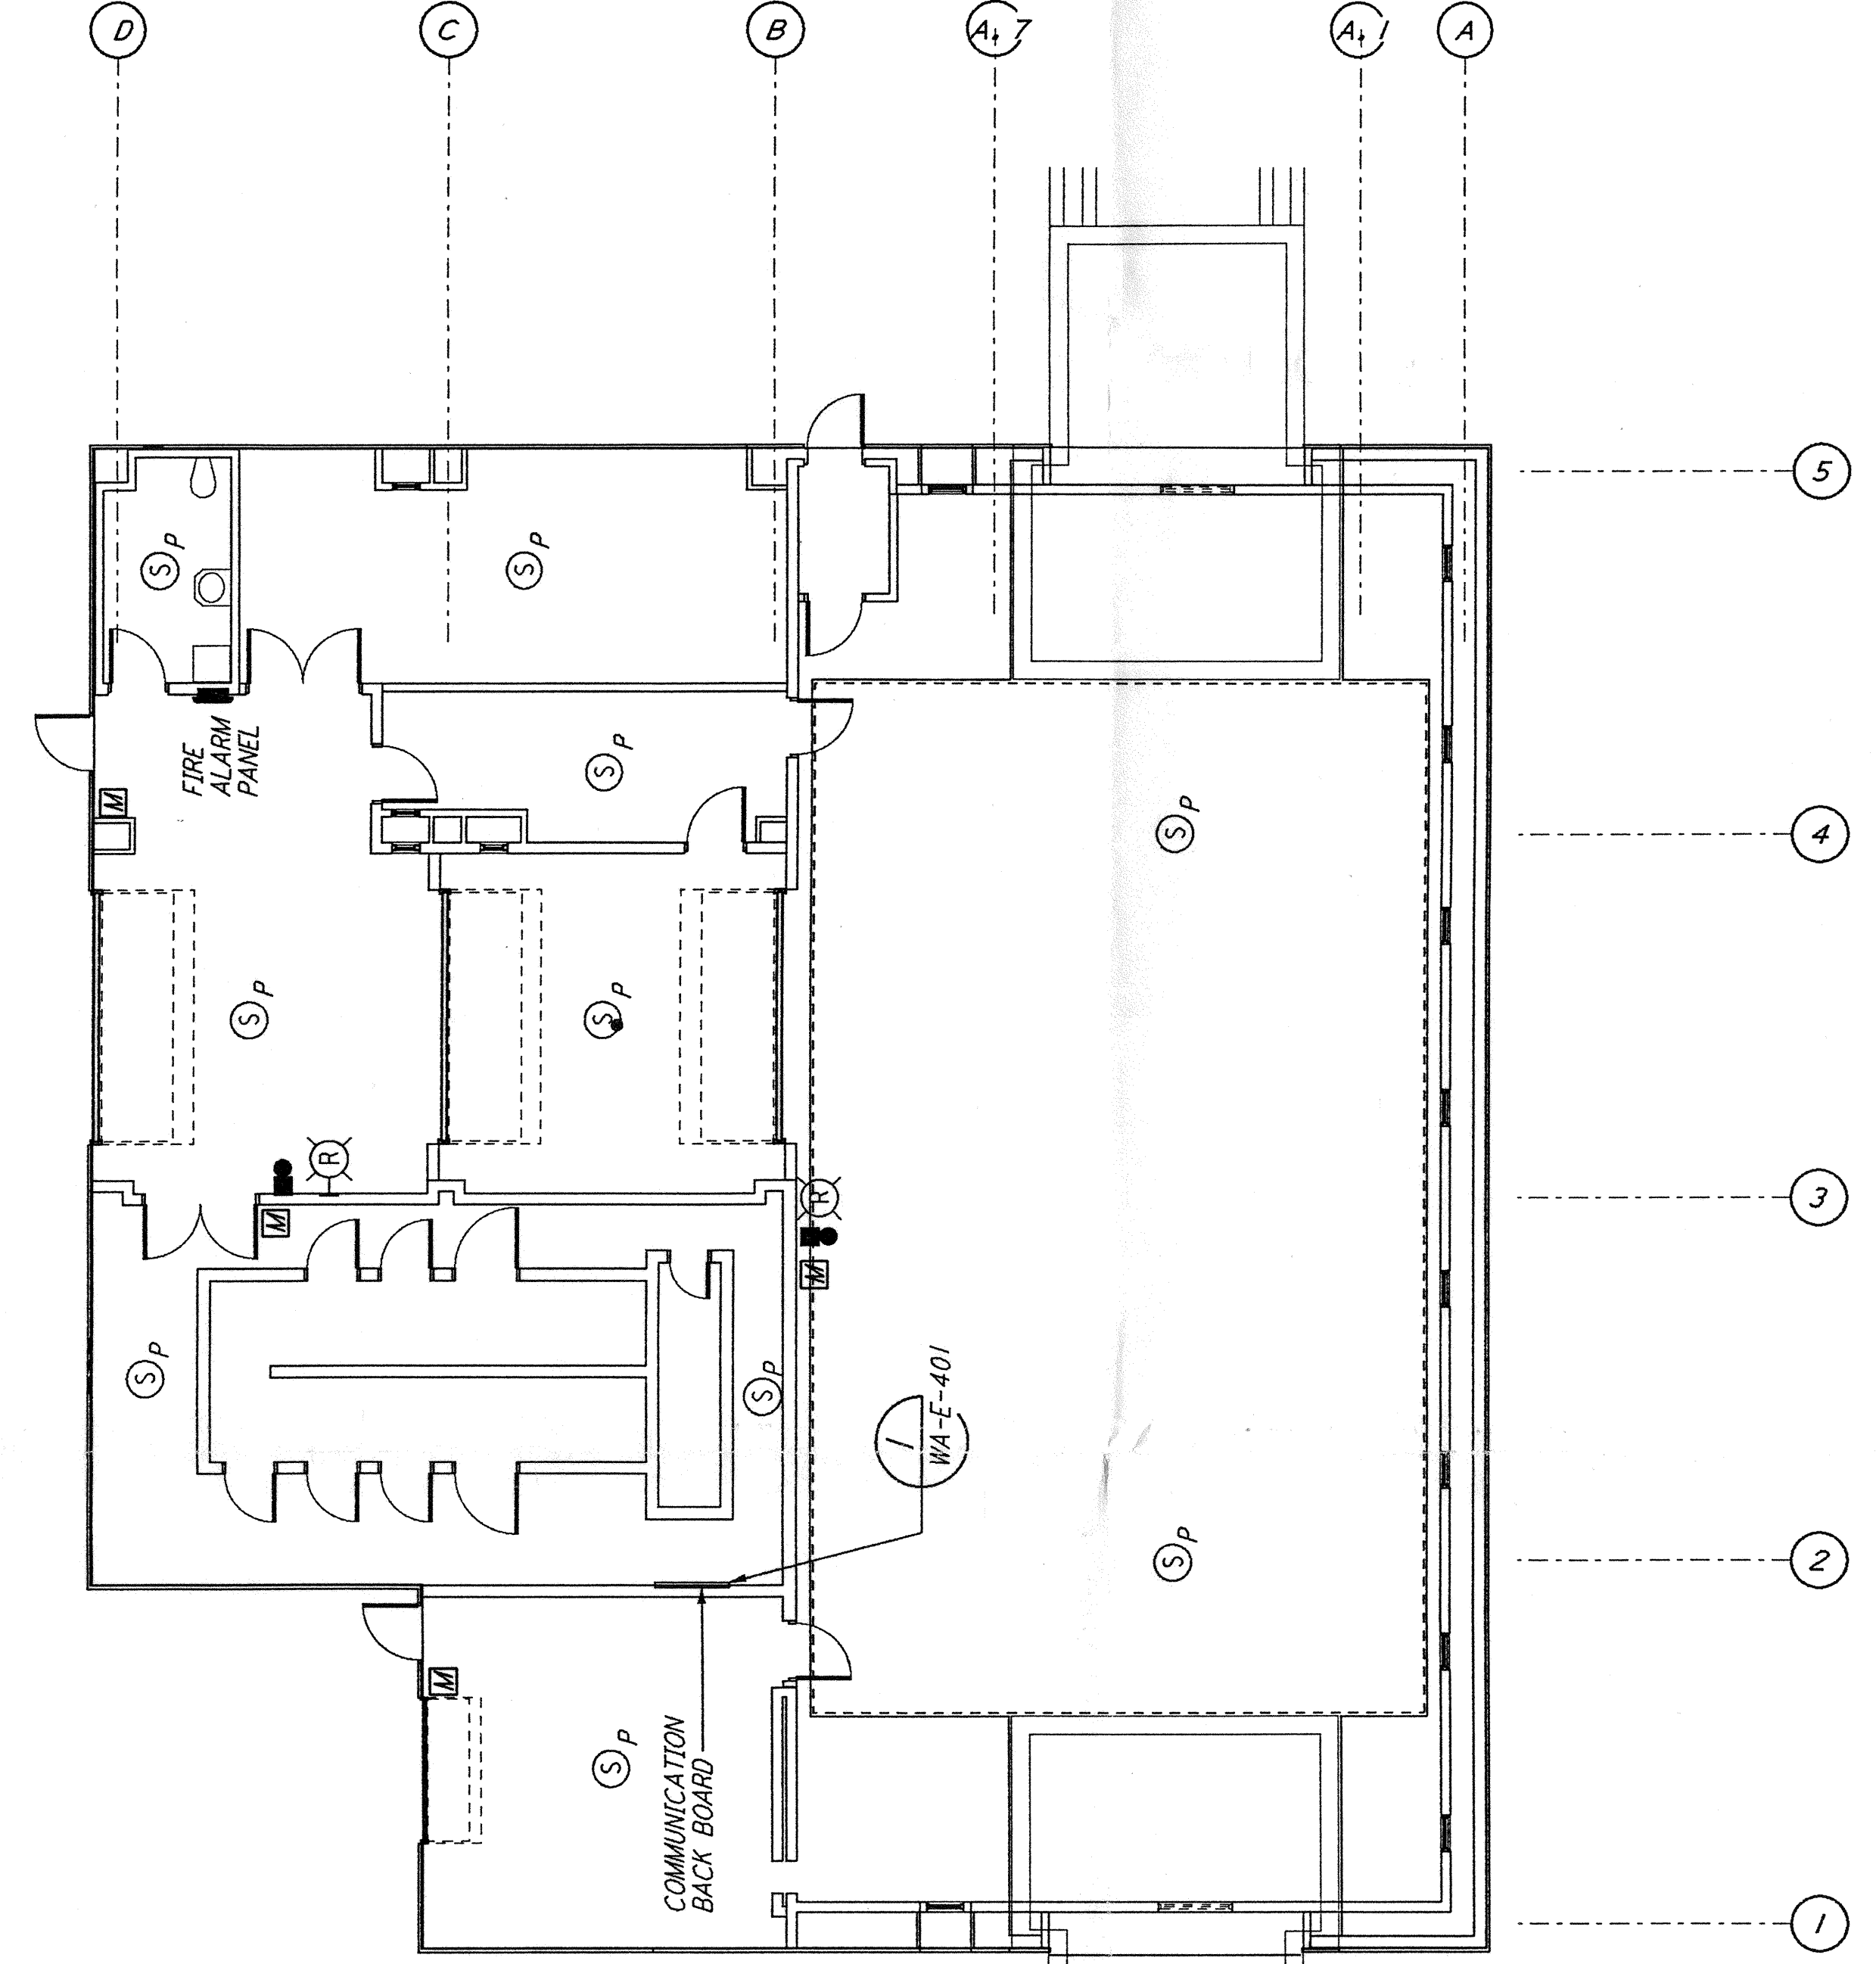 D
C
B
A.7
A.1
A
5
S P
S P
FIRE
ALARM
PANEL
S P
M
4
S P
S P
S P
R
R
3
M
M
S P
S P
1
WA-E-401
S P
2
M
S P
COMMUNICATION
BACK BOARD
1